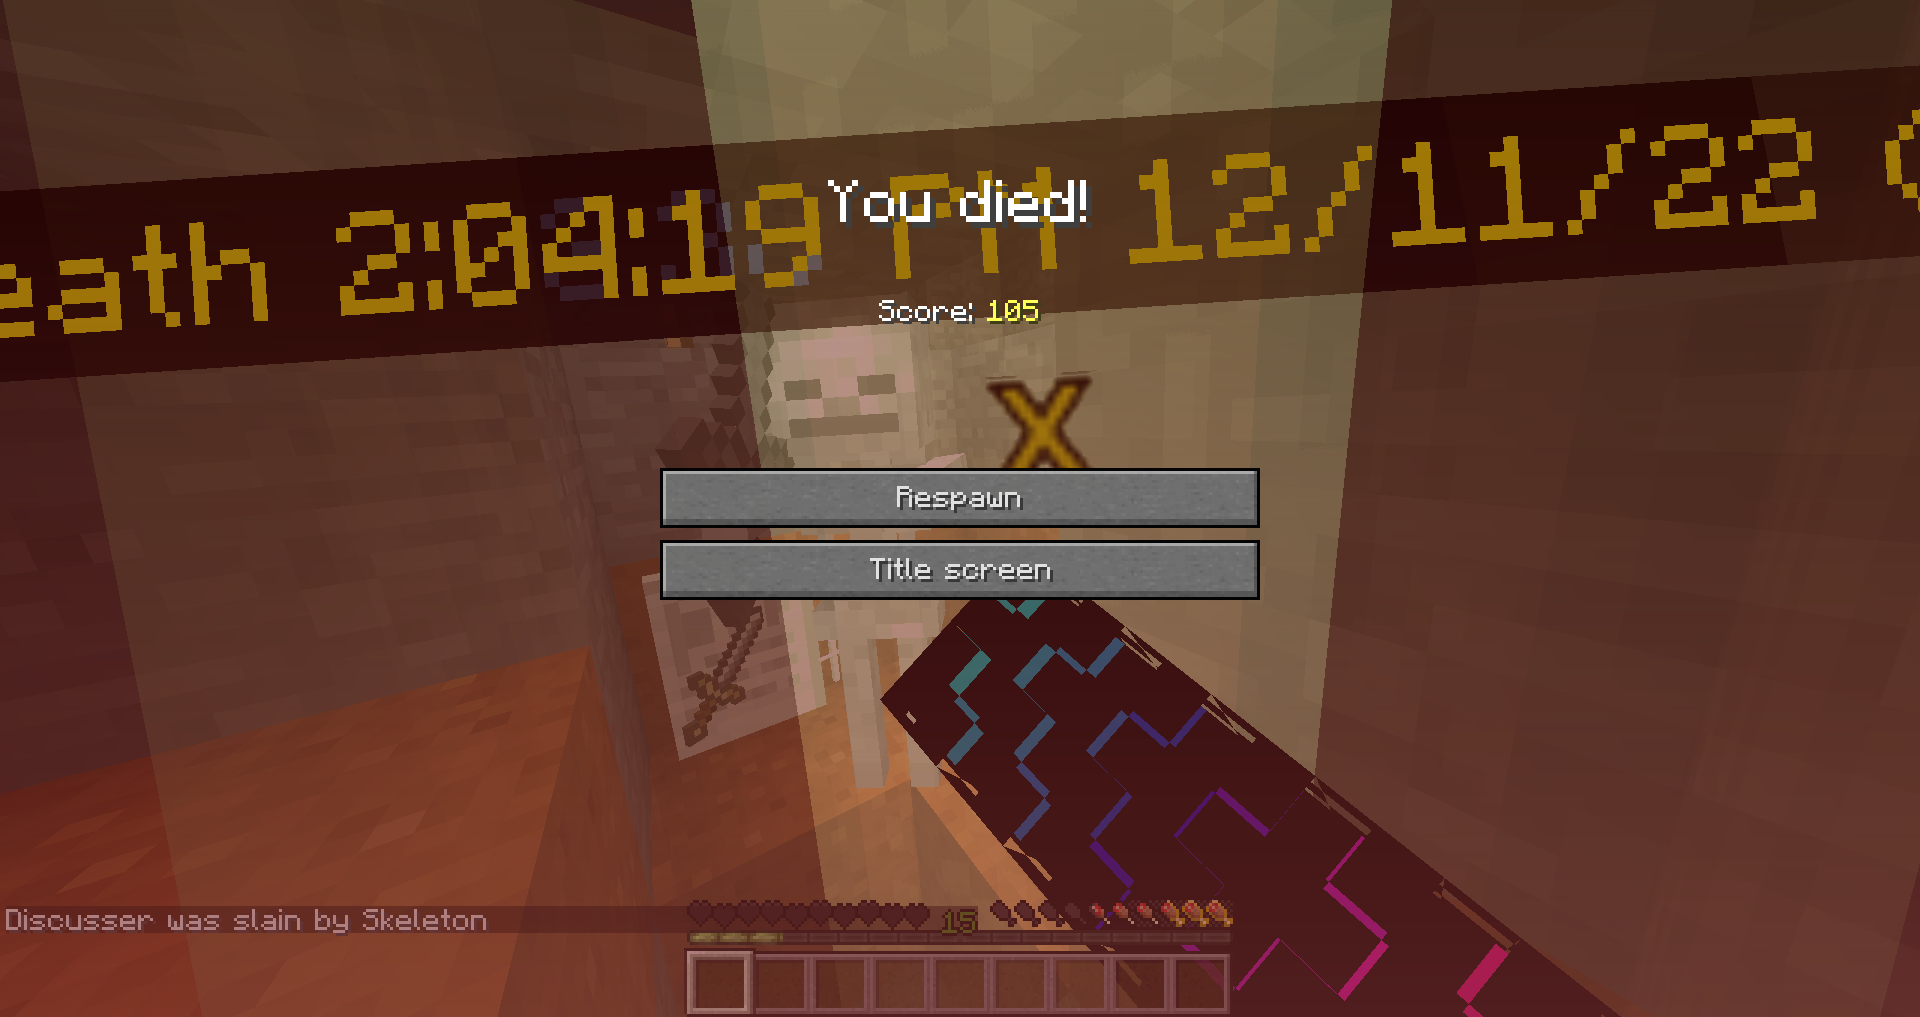 eath 2:04:19 PM 12/11/22
You died!
Score: 105
X
Respawn
Title screen
Discusser was slain by Skeleton
15